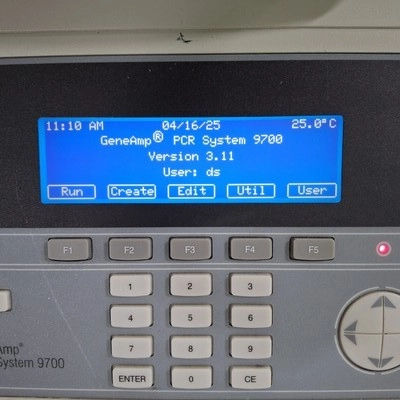 11:10 AM 04/16/25 25.0°C
GeneAmp® PCR System 9700
Version 3.11
User: ds
Run Create Edit Util User
F1 F2 F3 F4 F5
1 2 3
4 5 6
7 8 9
ENTER 0 CE
Amp®
System 9700